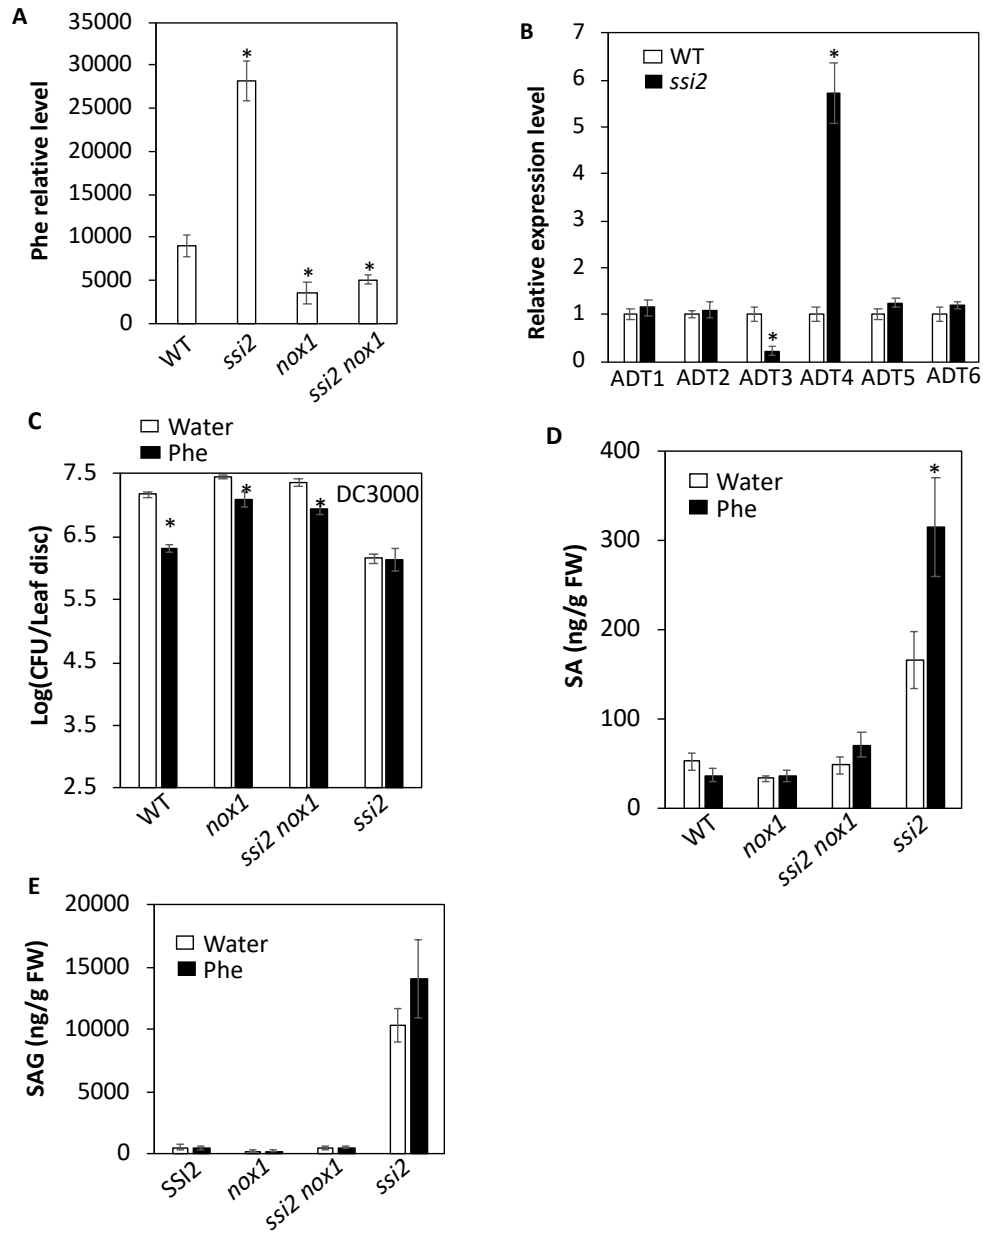 A
Phe relative level
35000
30000
25000
20000
15000
10000
5000
0
*
*
*
WT
ssi2
nox1
ssi2 nox1
B
Relative expression level
7
6
5
4
3
2
1
0
WT
ssi2
*
*
ADT1 ADT2 ADT3 ADT4 ADT5 ADT6
C
Water
Phe
Log(CFU/Leaf disc)
7.5
6.5
5.5
4.5
3.5
2.5
DC3000
*
*
*
WT
nox1
ssi2 nox1
ssi2
D
SA (ng/g FW)
400
300
200
100
0
Water
Phe
*
WT
nox1
ssi2 nox1
ssi2
E
SAG (ng/g FW)
20000
15000
10000
5000
0
Water
Phe
SSI2
nox1
ssi2 nox1
ssi2